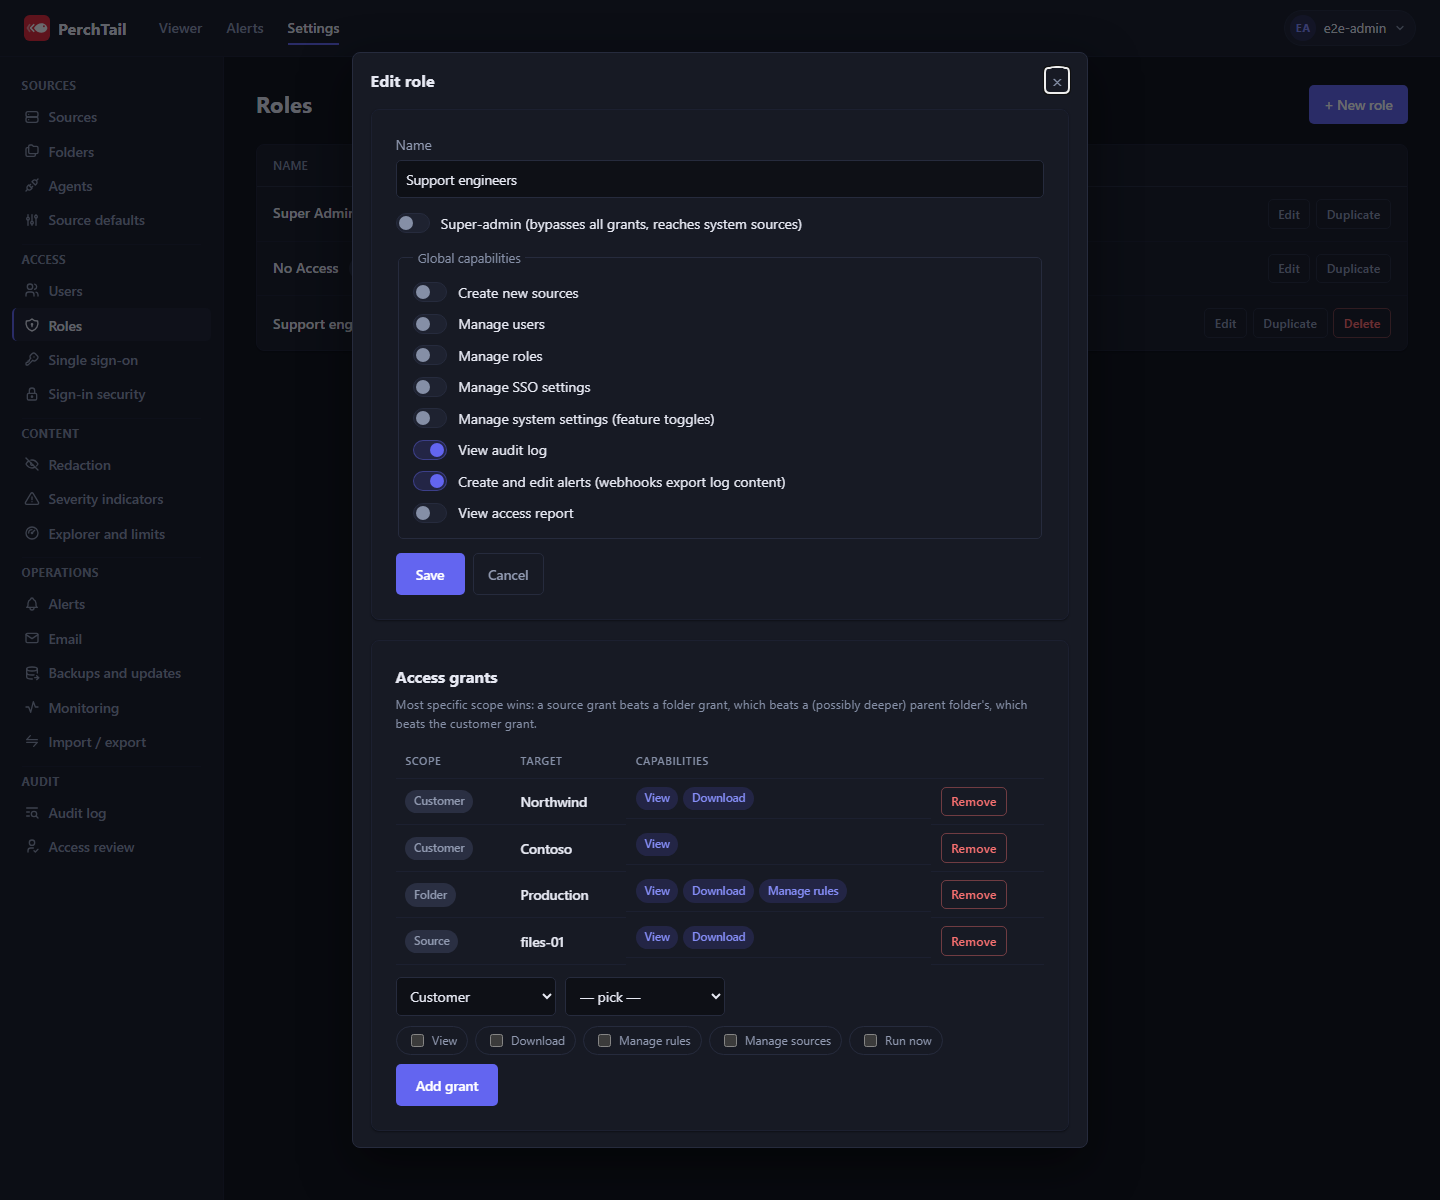 PerchTail
Viewer
Alerts
Settings
EA
e2e-admin
SOURCES
Sources
Folders
Agents
Source defaults
ACCESS
Users
Roles
Single sign-on
Sign-in security
CONTENT
Redaction
Severity indicators
Explorer and limits
OPERATIONS
Alerts
Email
Backups and updates
Monitoring
Import / export
AUDIT
Audit log
Access review
Roles
+ New role
NAME
Super Admin
Edit
Duplicate
No Access
Edit
Duplicate
Support eng
Edit
Duplicate
Delete
Edit role
×
Name
Support engineers
Super-admin (bypasses all grants, reaches system sources)
Global capabilities
Create new sources
Manage users
Manage roles
Manage SSO settings
Manage system settings (feature toggles)
View audit log
Create and edit alerts (webhooks export log content)
View access report
Save
Cancel
Access grants
Most specific scope wins: a source grant beats a folder grant, which beats a (possibly deeper) parent folder's, which
beats the customer grant.
SCOPE TARGET CAPABILITIES
Customer Northwind View Download Remove
Customer Contoso View Remove
Folder Production View Download Manage rules Remove
Source files-01 View Download Remove
Customer
— pick —
View
Download
Manage rules
Manage sources
Run now
Add grant